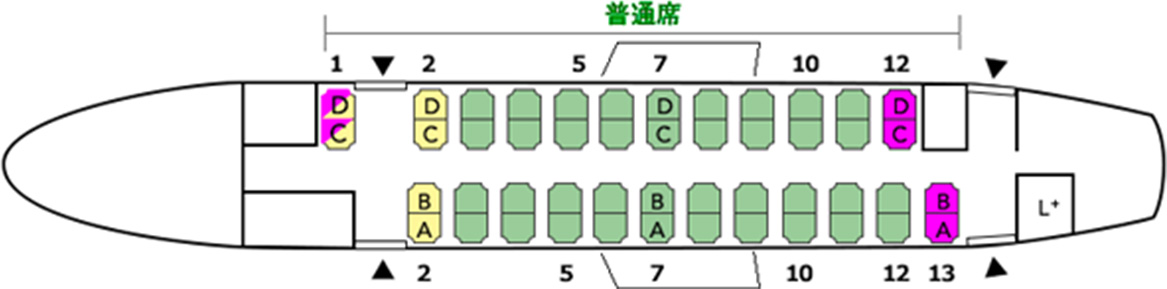 普通席
1 2 5 7 10 12
D D D D
C C C C
B B B
A A A
L+
2 5 7 10 12 13